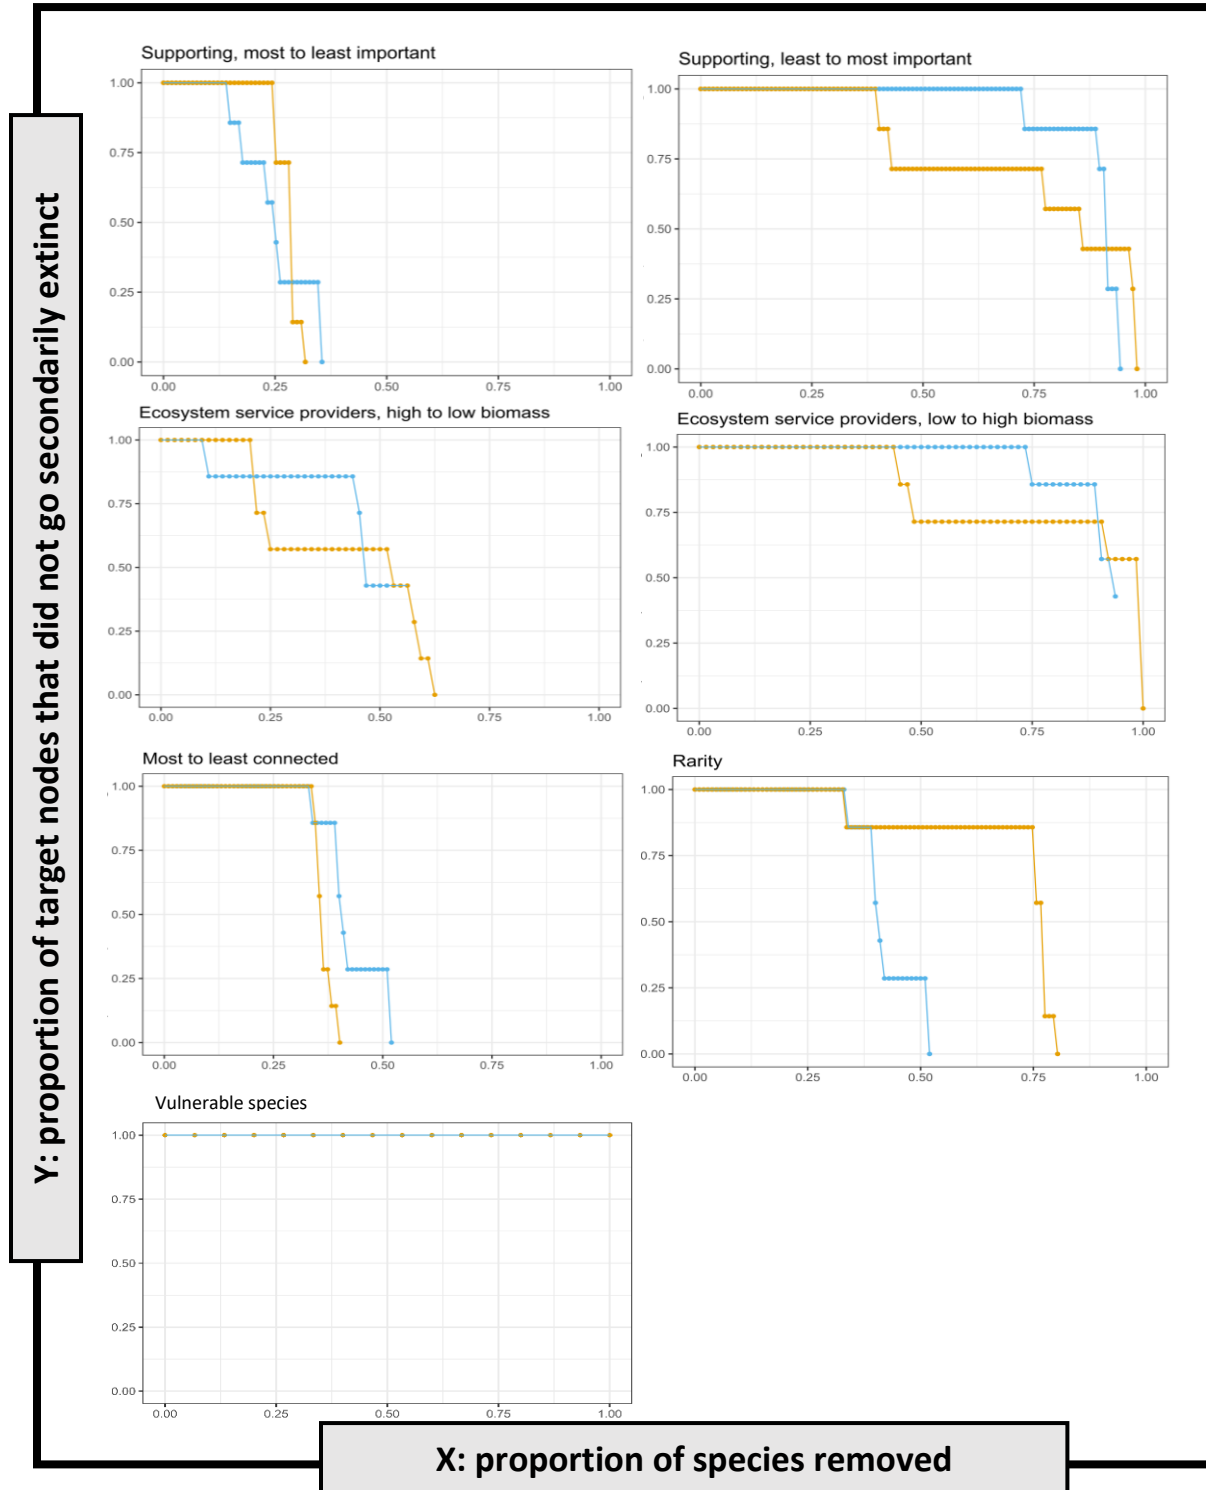 Y: proportion of target nodes that did not go secondarily extinct
Supporting, most to least important
1.00
0.75
0.50
0.25
0.00
0.00 0.25 0.50 0.75 1.00
Supporting, least to most important
1.00
0.75
0.50
0.25
0.00
0.00 0.25 0.50 0.75 1.00
Ecosystem service providers, high to low biomass
1.00
0.75
0.50
0.25
0.00
0.00 0.25 0.50 0.75 1.00
Ecosystem service providers, low to high biomass
1.00
0.75
0.50
0.25
0.00
0.00 0.25 0.50 0.75 1.00
Most to least connected
1.00
0.75
0.50
0.25
0.00
0.00 0.25 0.50 0.75 1.00
Rarity
1.00
0.75
0.50
0.25
0.00
0.00 0.25 0.50 0.75 1.00
Vulnerable species
1.00
0.75
0.50
0.25
0.00
0.00 0.25 0.50 0.75 1.00
X: proportion of species removed